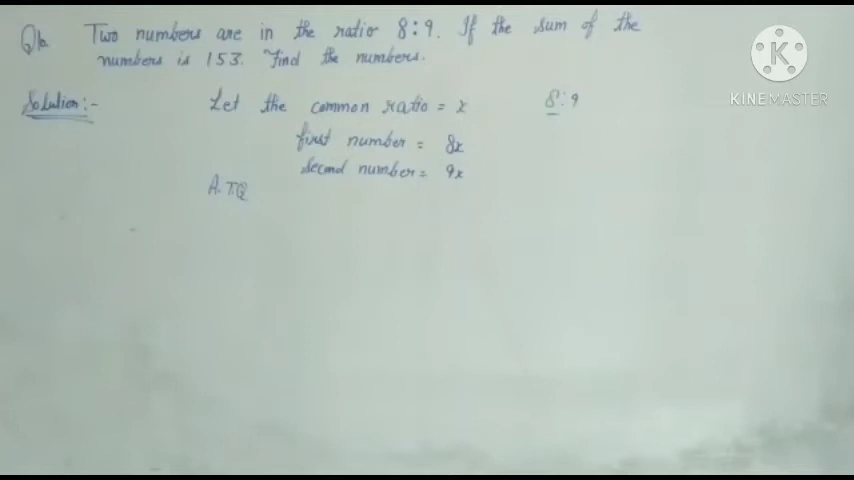 Q16. Two numbers are in the ratio 8:9. If the sum of the
numbers is 153. Find the numbers.
Solution:- Let the common ratio = x 8:9
first number = 8x
second number = 9x
A.T.Q
K
KINEMASTER